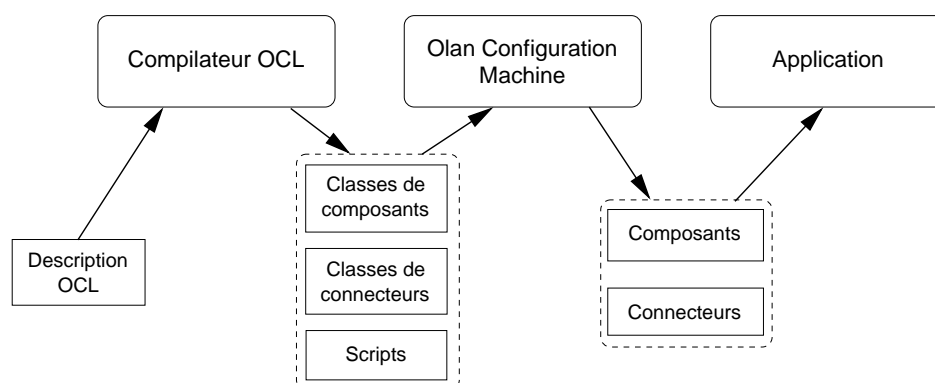 Compilateur OCL
Olan Configuration
Machine
Application
Classes de
composants
Classes de
connecteurs
Scripts
Composants
Connecteurs
Description
OCL